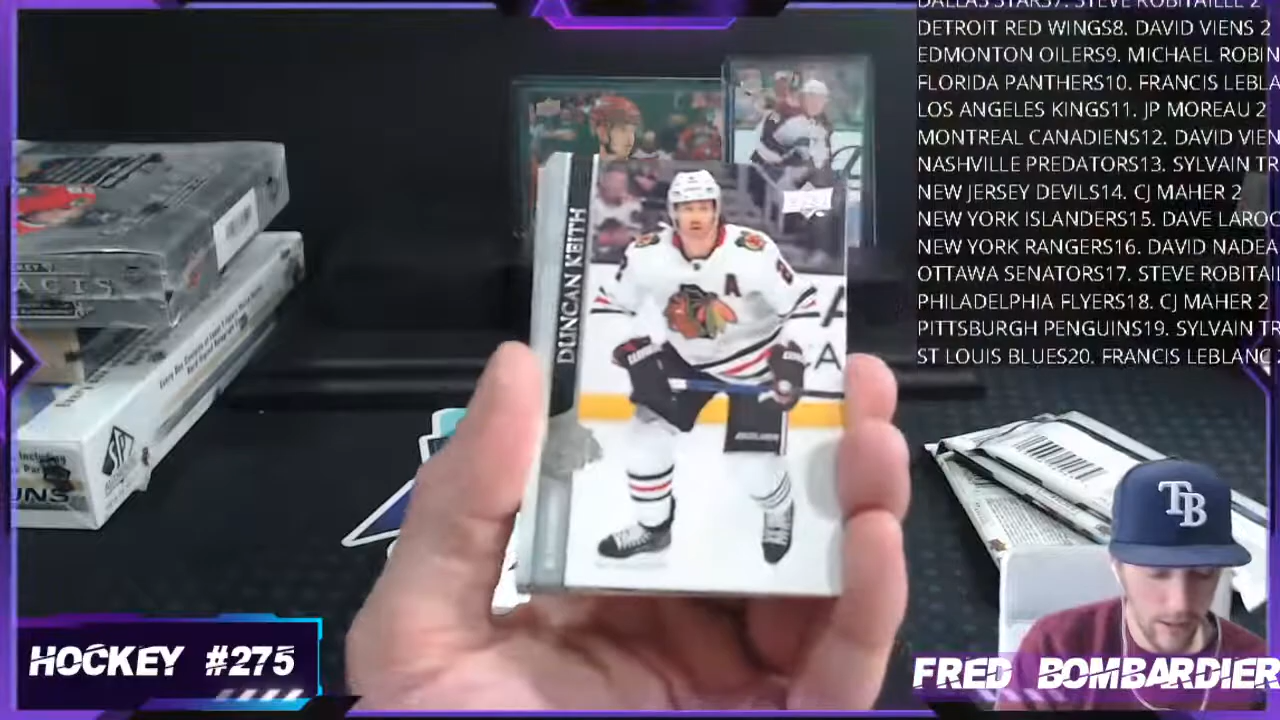 DALLAS STARS7. STEVE ROBITAILLE 2
DETROIT RED WINGS8. DAVID VIENS 2
EDMONTON OILERS9. MICHAEL ROBIN
FLORIDA PANTHERS10. FRANCIS LEBLA
LOS ANGELES KINGS11. JP MOREAU 2
MONTREAL CANADIENS12. DAVID VIEN
NASHVILLE PREDATORS13. SYLVAIN TR
NEW JERSEY DEVILS14. CJ MAHER 2
NEW YORK ISLANDERS15. DAVE LAROC
NEW YORK RANGERS16. DAVID NADEA
OTTAWA SENATORS17. STEVE ROBITAIL
PHILADELPHIA FLYERS18. CJ MAHER 2
PITTSBURGH PENGUINS19. SYLVAIN TR
ST LOUIS BLUES20. FRANCIS LEBLANC
DUNCAN KEITH
A
SP
UNS
TB
HOCKEY #275
FRED BOMBARDIER